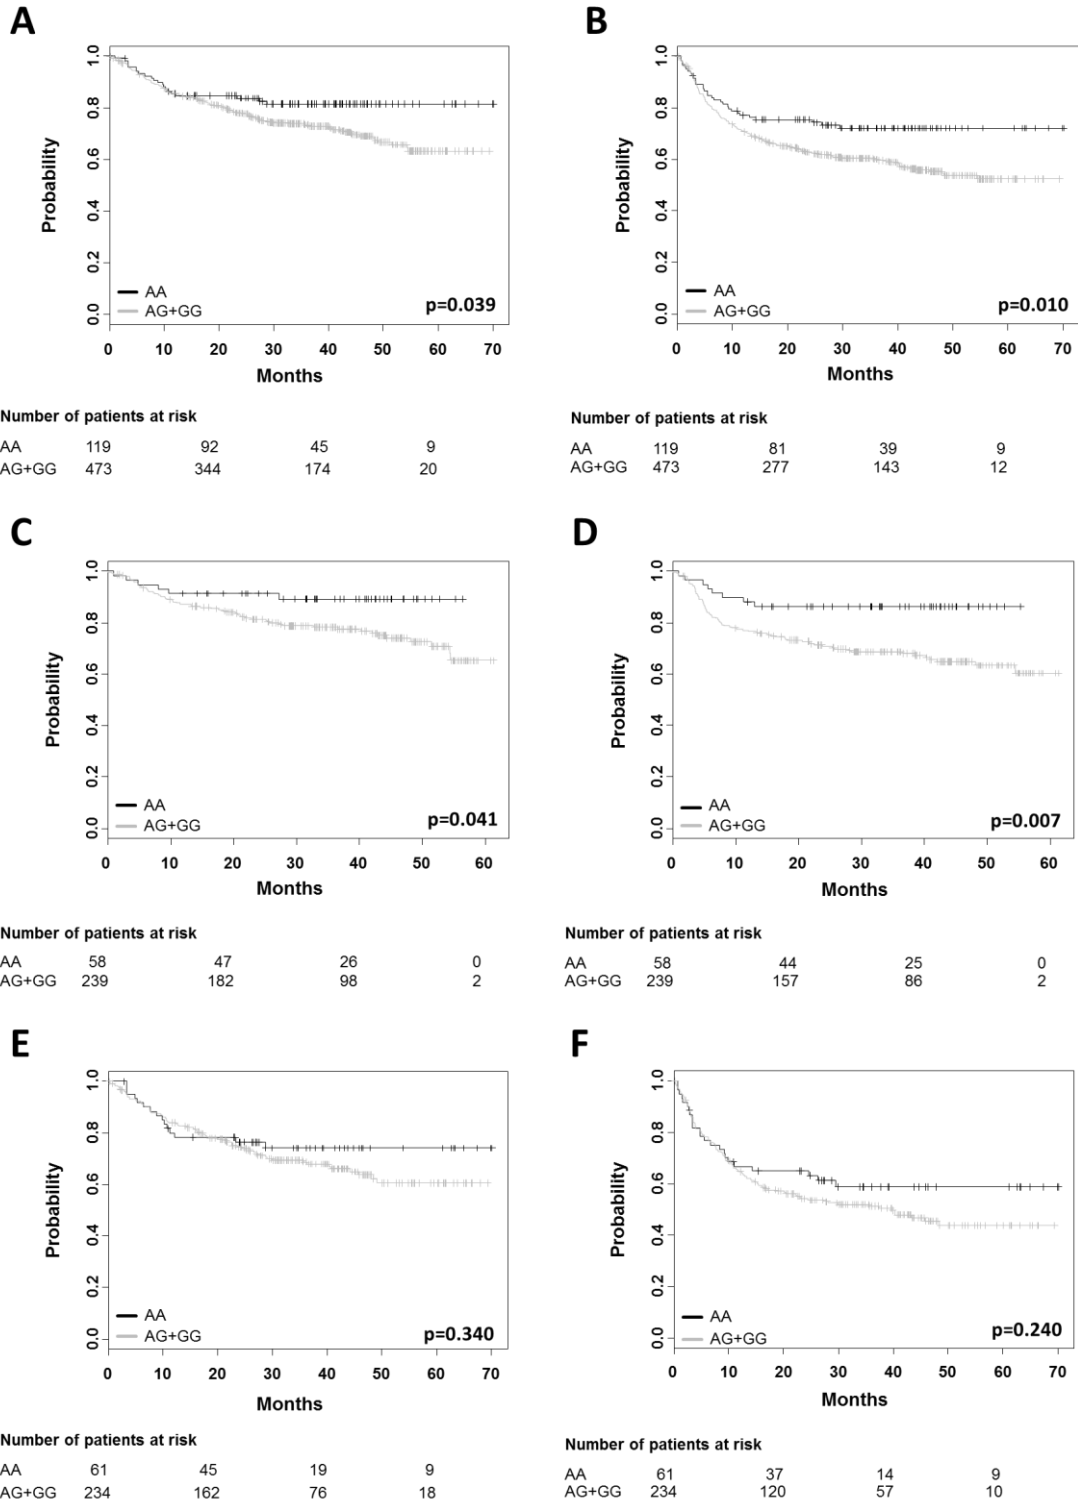 A
1.0
0.8
0.6
0.4
0.2
0.0
Probability
AA
AG+GG
p=0.039
0 10 20 30 40 50 60 70
Months
Number of patients at risk
AA 119 92 45 9
AG+GG 473 344 174 20
B
1.0
0.8
0.6
0.4
0.2
0.0
Probability
AA
AG+GG
p=0.010
0 10 20 30 40 50 60 70
Months
Number of patients at risk
AA 119 81 39 9
AG+GG 473 277 143 12
C
1.0
0.8
0.6
0.4
0.2
0.0
Probability
AA
AG+GG
p=0.041
0 10 20 30 40 50 60
Months
Number of patients at risk
AA 58 47 26 0
AG+GG 239 182 98 2
D
1.0
0.8
0.6
0.4
0.2
0.0
Probability
AA
AG+GG
p=0.007
0 10 20 30 40 50 60
Months
Number of patients at risk
AA 58 44 25 0
AG+GG 239 157 86 2
E
1.0
0.8
0.6
0.4
0.2
0.0
Probability
AA
AG+GG
p=0.340
0 10 20 30 40 50 60 70
Months
Number of patients at risk
AA 61 45 19 9
AG+GG 234 162 76 18
F
1.0
0.8
0.6
0.4
0.2
0.0
Probability
AA
AG+GG
p=0.240
0 10 20 30 40 50 60 70
Months
Number of patients at risk
AA 61 37 14 9
AG+GG 234 120 57 10